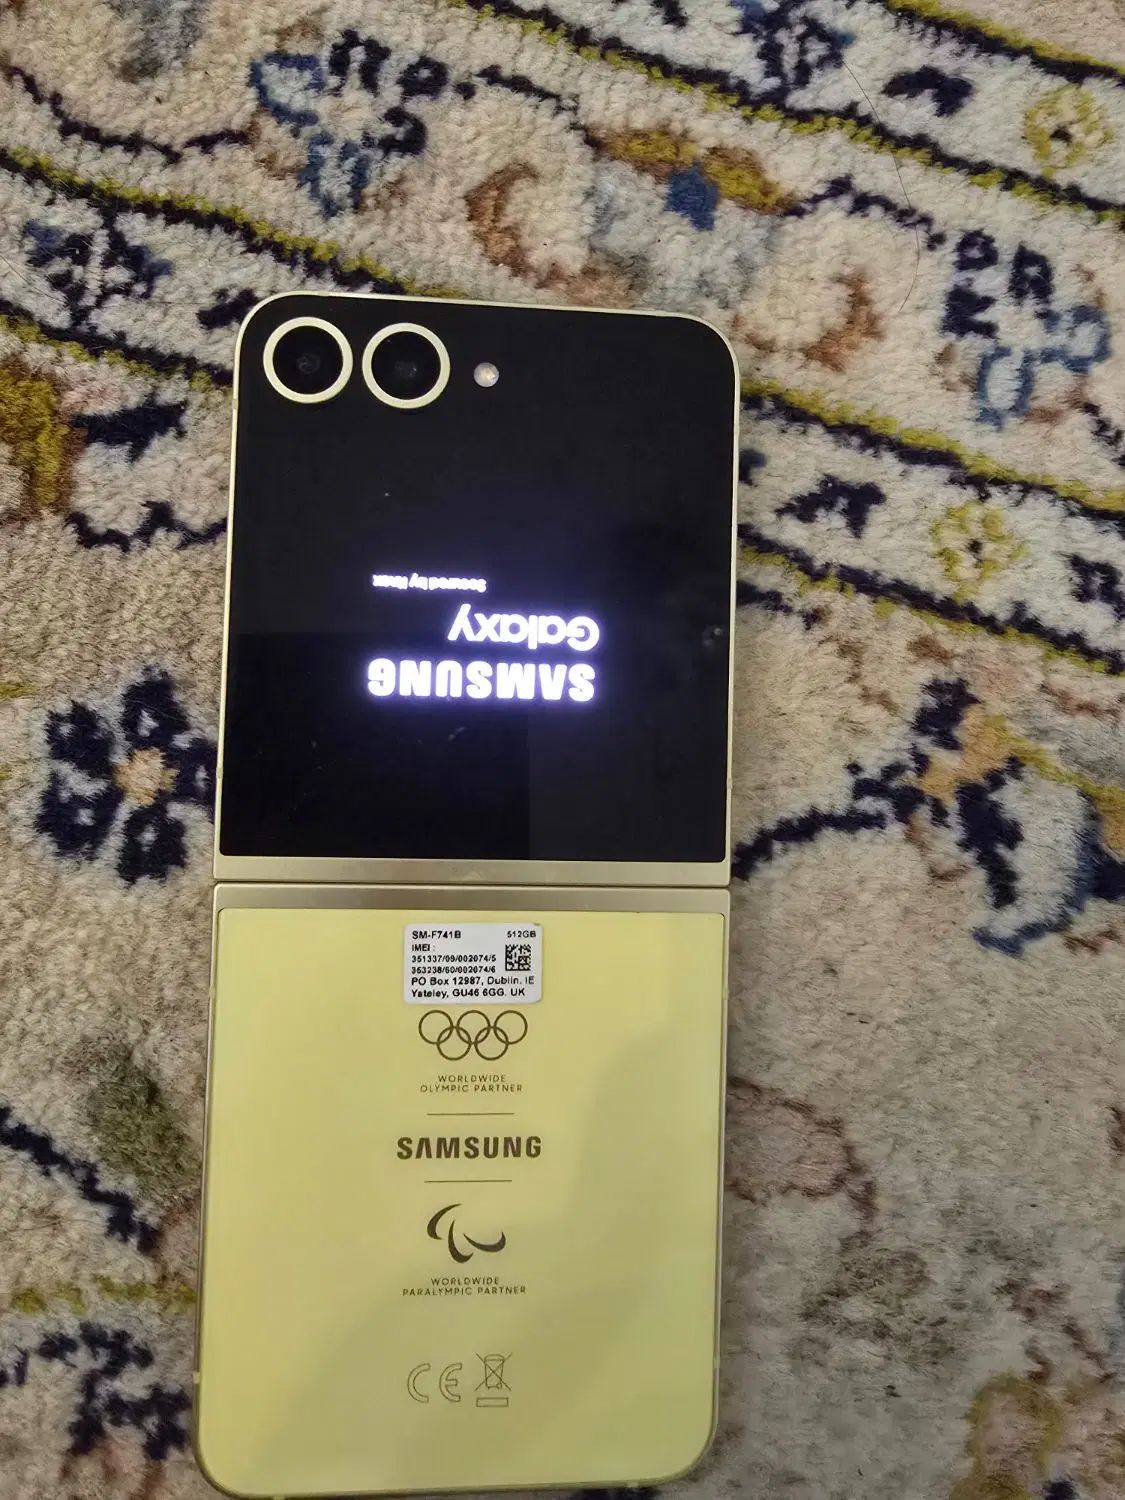 Secured by Knox
Galaxy
SAMSUNG
SM-F741B 512GB
IMEI :
351337/09/002074/5
353238/60/002074/6
PO Box 12987, Dublin. IE
Yateley, GU46 6GG. UK
WORLDWIDE
OLYMPIC PARTNER
SAMSUNG
WORLDWIDE
PARALYMPIC PARTNER
CE